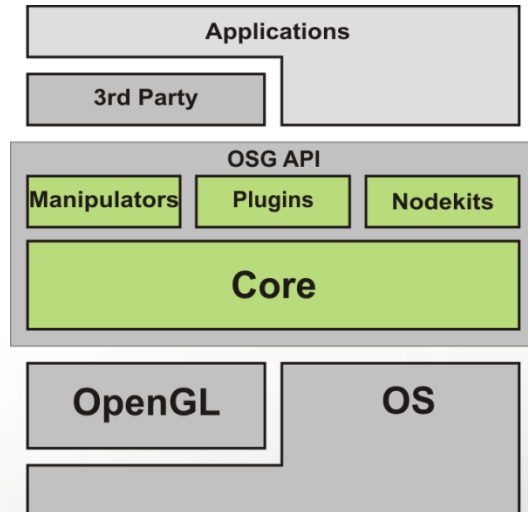 Applications
3rd Party
OSG API
Manipulators
Plugins
Nodekits
Core
OpenGL
OS